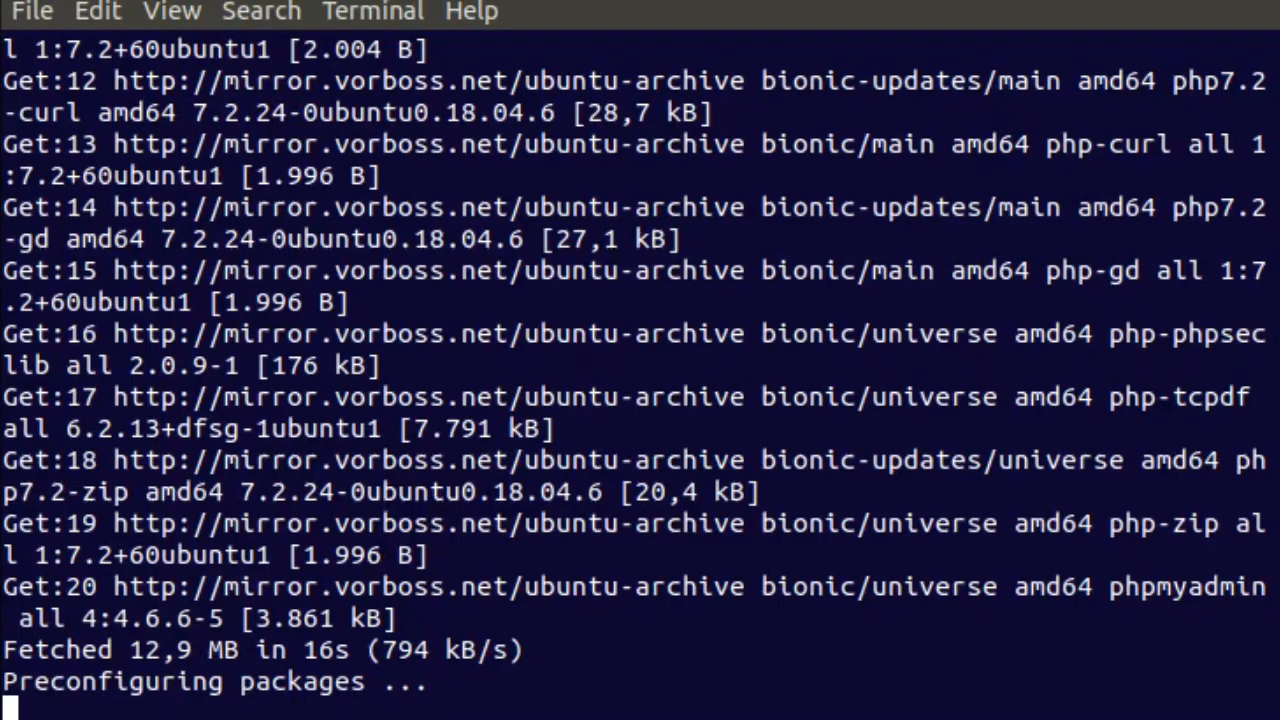 File Edit View Search Terminal Help
l 1:7.2+60ubuntu1 [2.004 B]
Get:12 http://mirror.vorboss.net/ubuntu-archive bionic-updates/main amd64 php7.2
-curl amd64 7.2.24-0ubuntu0.18.04.6 [28,7 kB]
Get:13 http://mirror.vorboss.net/ubuntu-archive bionic/main amd64 php-curl all 1
:7.2+60ubuntu1 [1.996 B]
Get:14 http://mirror.vorboss.net/ubuntu-archive bionic-updates/main amd64 php7.2
-gd amd64 7.2.24-0ubuntu0.18.04.6 [27,1 kB]
Get:15 http://mirror.vorboss.net/ubuntu-archive bionic/main amd64 php-gd all 1:7
.2+60ubuntu1 [1.996 B]
Get:16 http://mirror.vorboss.net/ubuntu-archive bionic/universe amd64 php-phpsec
lib all 2.0.9-1 [176 kB]
Get:17 http://mirror.vorboss.net/ubuntu-archive bionic/universe amd64 php-tcpdf
all 6.2.13+dfsg-1ubuntu1 [7.791 kB]
Get:18 http://mirror.vorboss.net/ubuntu-archive bionic-updates/universe amd64 ph
p7.2-zip amd64 7.2.24-0ubuntu0.18.04.6 [20,4 kB]
Get:19 http://mirror.vorboss.net/ubuntu-archive bionic/universe amd64 php-zip al
l 1:7.2+60ubuntu1 [1.996 B]
Get:20 http://mirror.vorboss.net/ubuntu-archive bionic/universe amd64 phpmyadmin
 all 4:4.6.6-5 [3.861 kB]
Fetched 12,9 MB in 16s (794 kB/s)
Preconfiguring packages ...